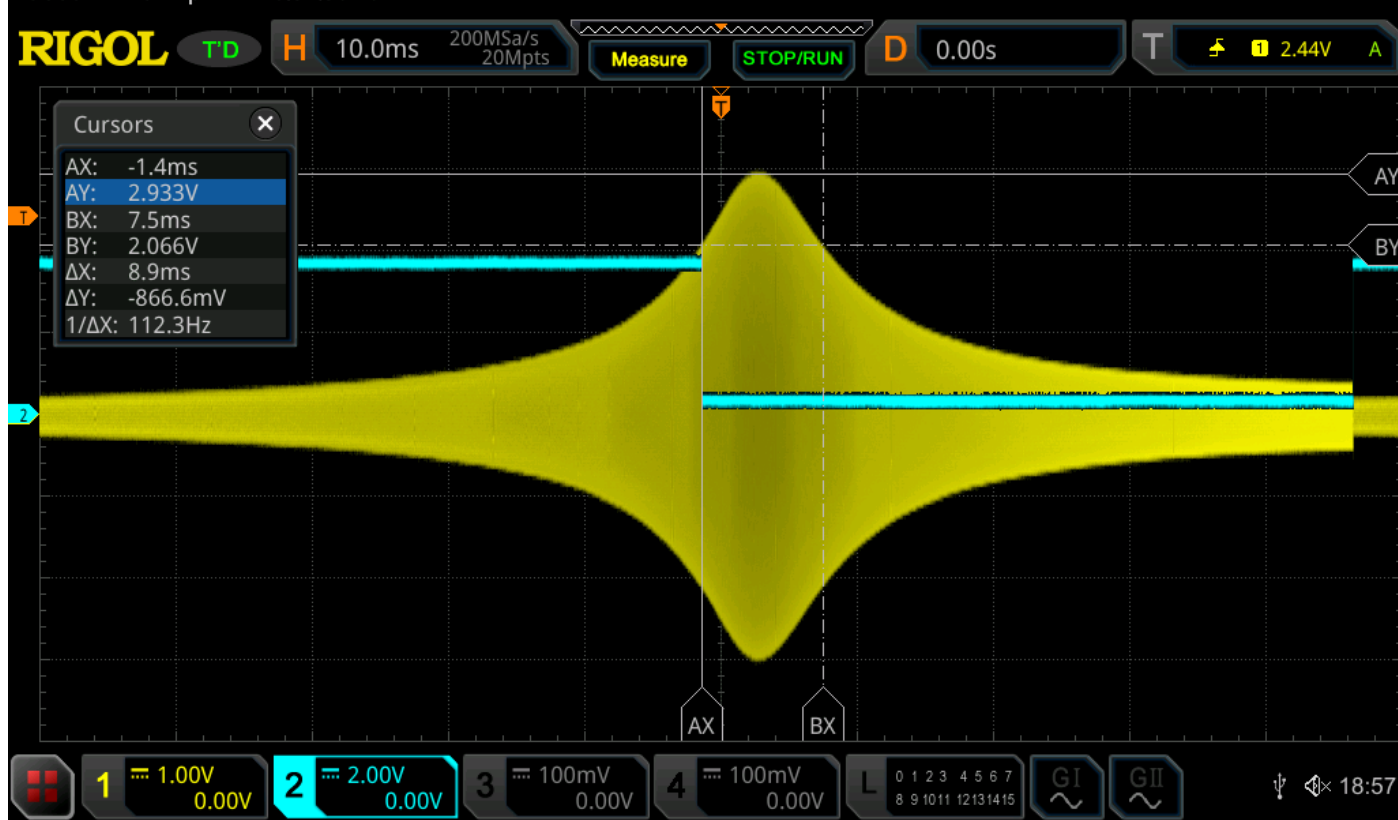 RIGOL T'D H 10.0ms 200MSa/s 20Mpts Measure STOP/RUN D 0.00s T 1 2.44V A
T
Cursors
AX: -1.4ms
AY: 2.933V
BX: 7.5ms
BY: 2.066V
ΔX: 8.9ms
ΔY: -866.6mV
1/ΔX: 112.3Hz
AY
T
BY
2
AX BX
1 1.00V 0.00V 2 2.00V 0.00V 3 100mV 0.00V 4 100mV 0.00V L 0 1 2 3 4 5 6 7 8 9 10 11 12 13 14 15 GI GII 18:57